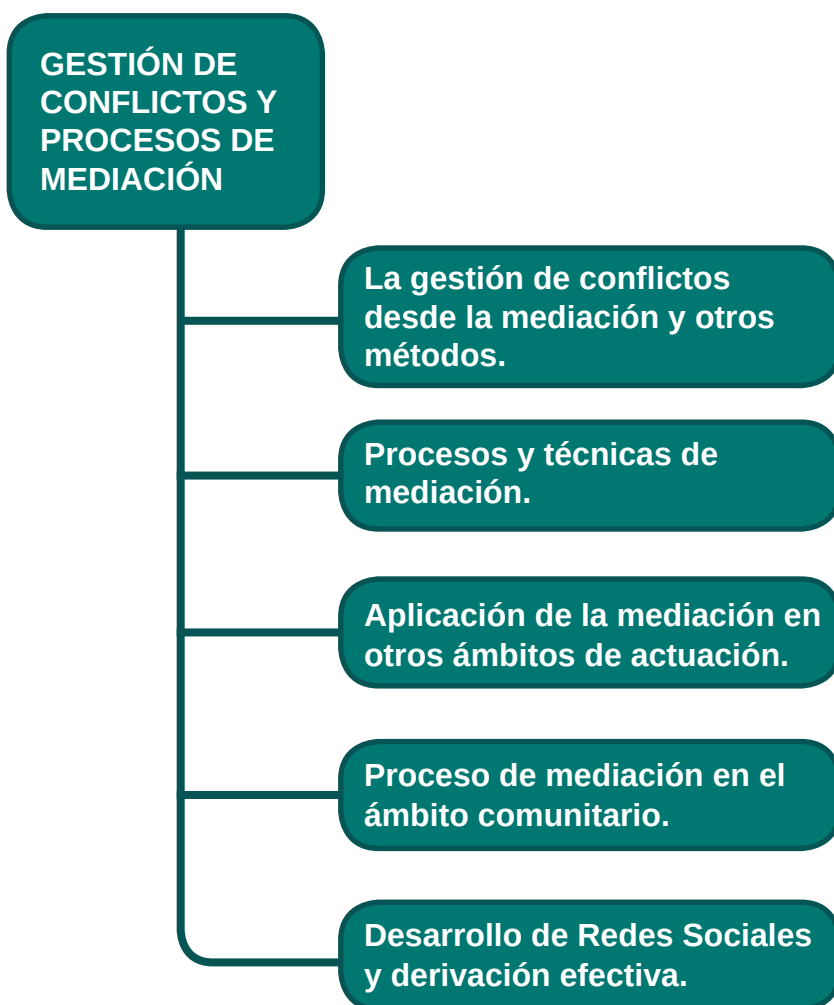 GESTIÓN DE
CONFLICTOS Y
PROCESOS DE
MEDIACIÓN
La gestión de conflictos
desde la mediación y otros
métodos.
Procesos y técnicas de
mediación.
Aplicación de la mediación en
otros ámbitos de actuación.
Proceso de mediación en el
ámbito comunitario.
Desarrollo de Redes Sociales
y derivación efectiva.